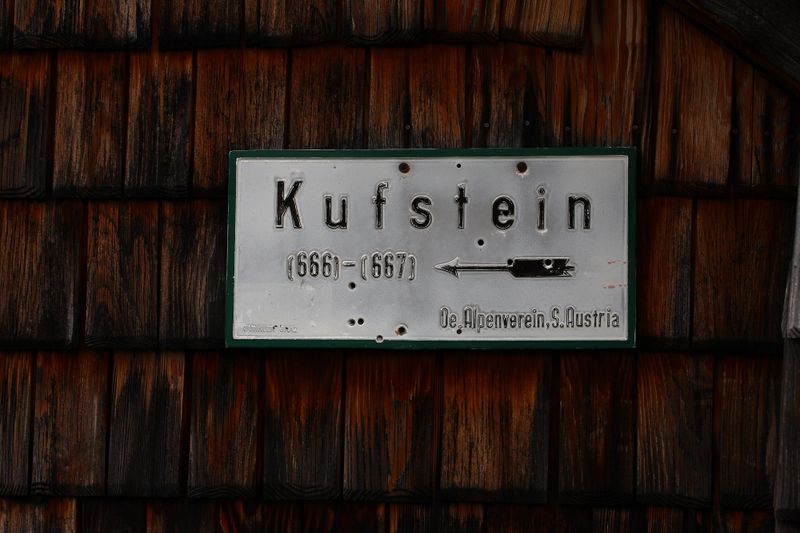 Kufstein
(666)-(667)
Oe. Alpenverein, S. Austria